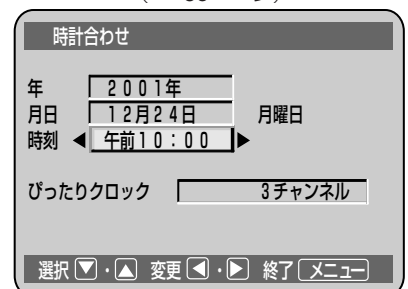 時計合わせ
年 2001年
月日 12月24日 月曜日
時刻 ◀ 午前10:00 ▶
ぴったりクロック 3チャンネル
選択▼・▲ 変更◀・▶ 終了メニュー